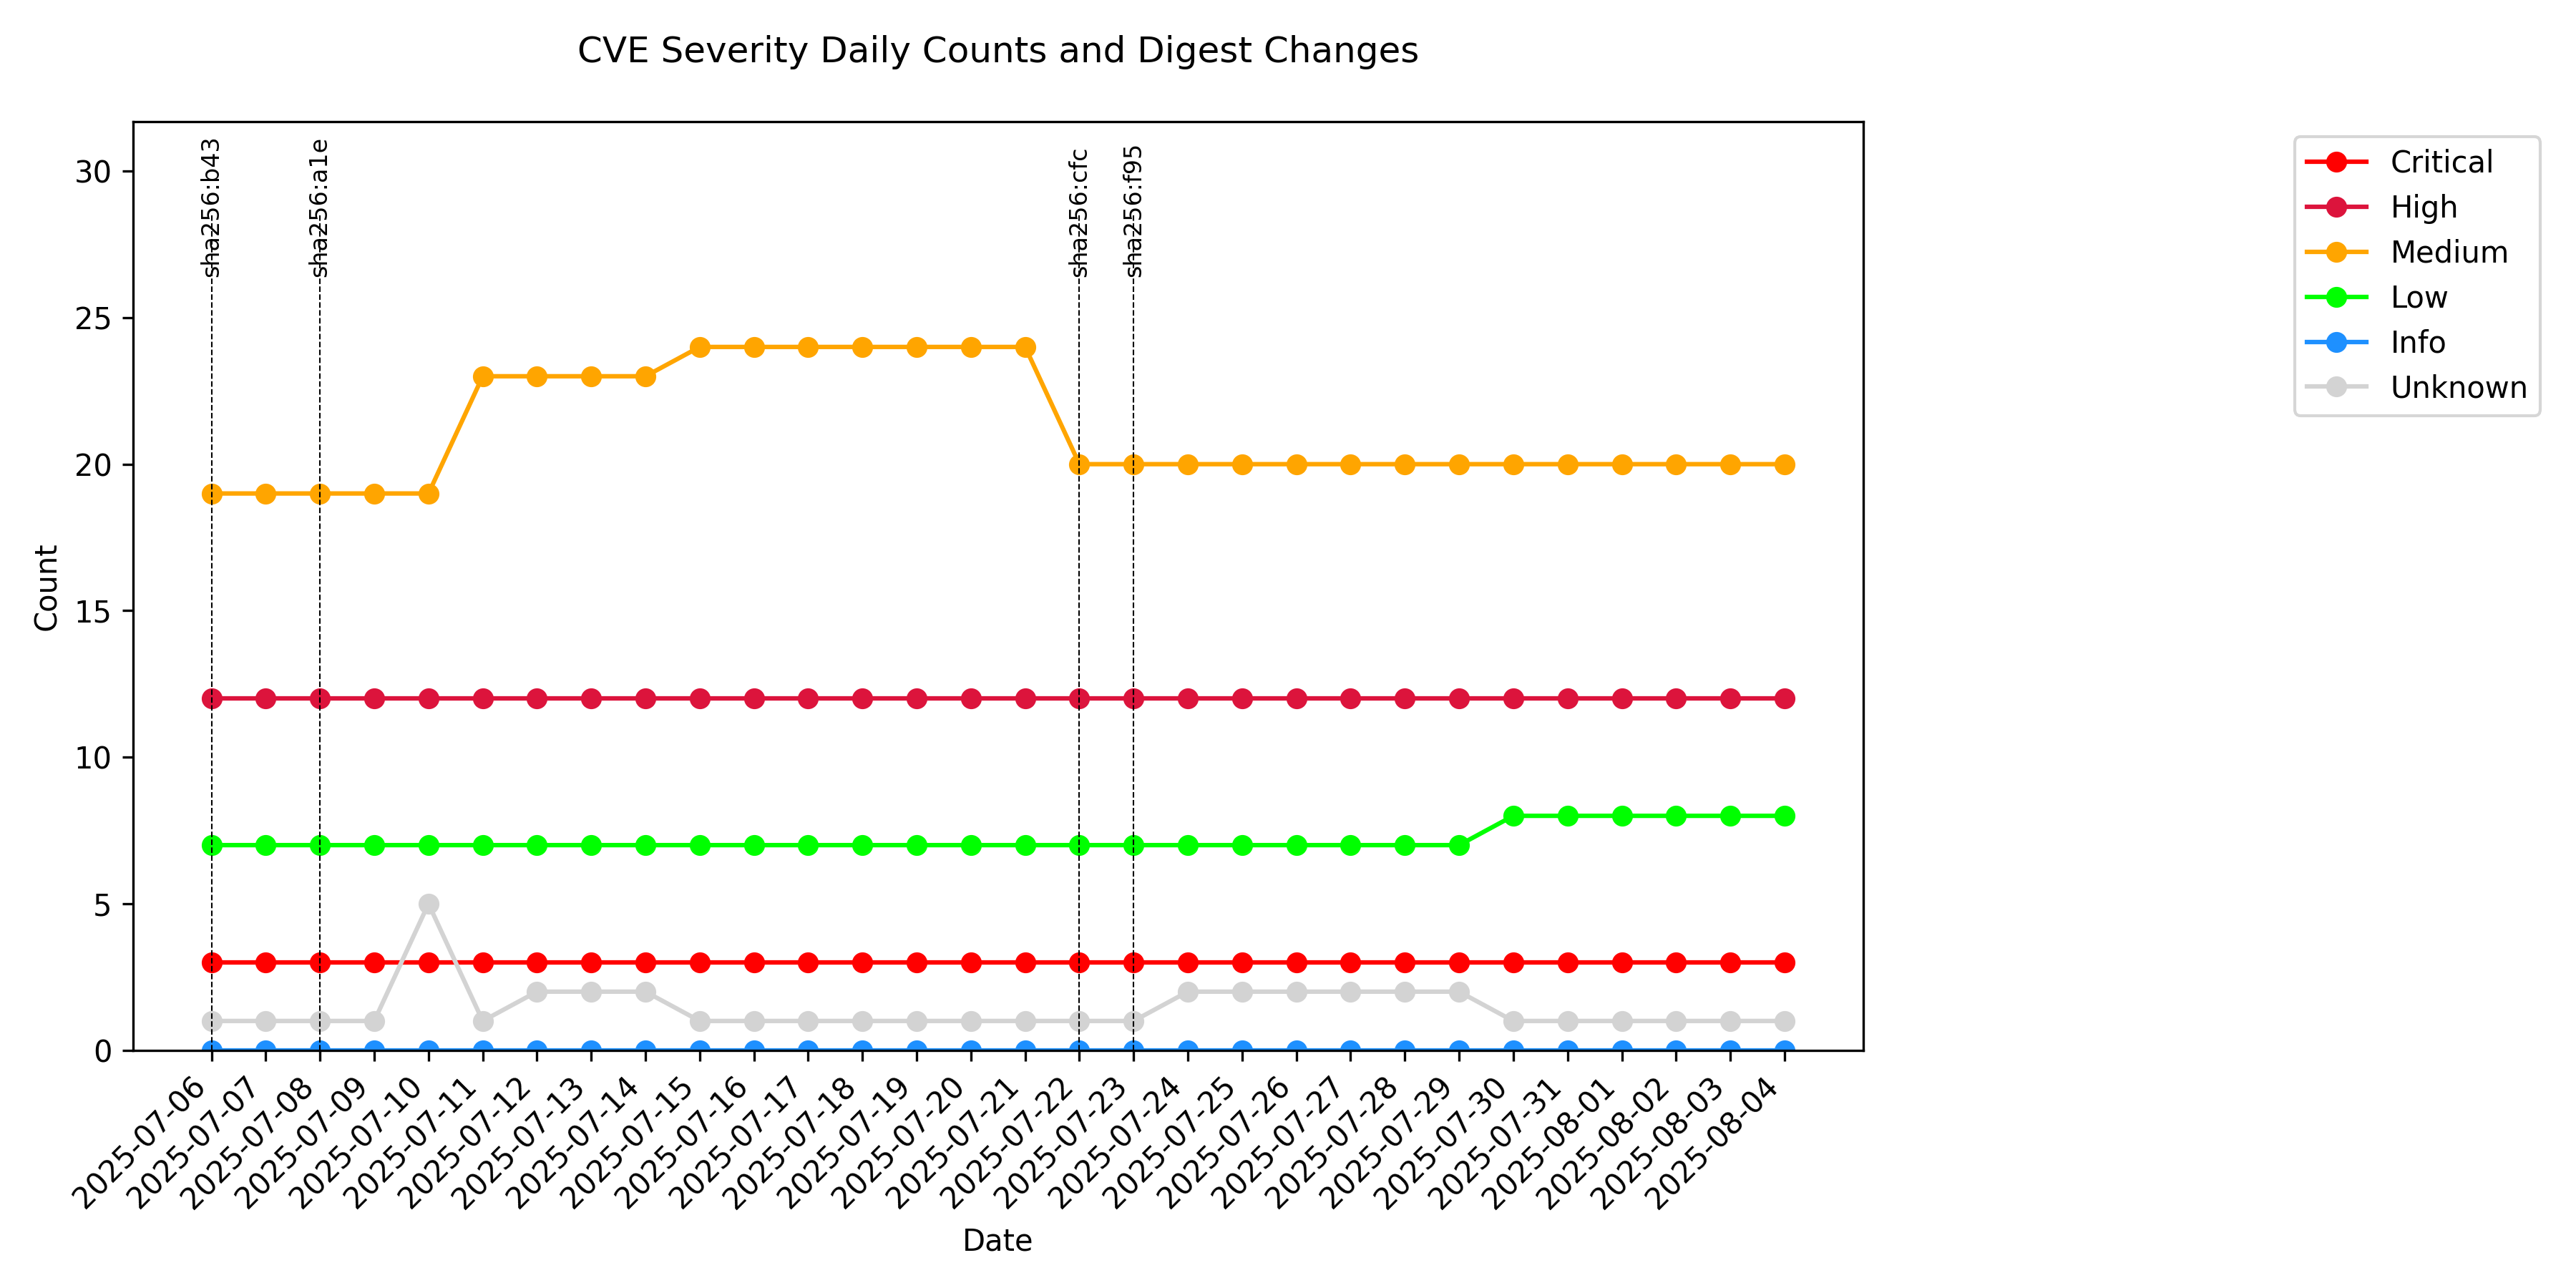 CVE Severity Daily Counts and Digest Changes
sha256:b43
sha256:a1e
sha256:cfc
sha256:f95
Critical
High
Medium
Low
Info
Unknown
30
25
20
15
10
5
0
Count
2025-07-06
2025-07-07
2025-07-08
2025-07-09
2025-07-10
2025-07-11
2025-07-12
2025-07-13
2025-07-14
2025-07-15
2025-07-16
2025-07-17
2025-07-18
2025-07-19
2025-07-20
2025-07-21
2025-07-22
2025-07-23
2025-07-24
2025-07-25
2025-07-26
2025-07-27
2025-07-28
2025-07-29
2025-07-30
2025-07-31
2025-08-01
2025-08-02
2025-08-03
2025-08-04
Date